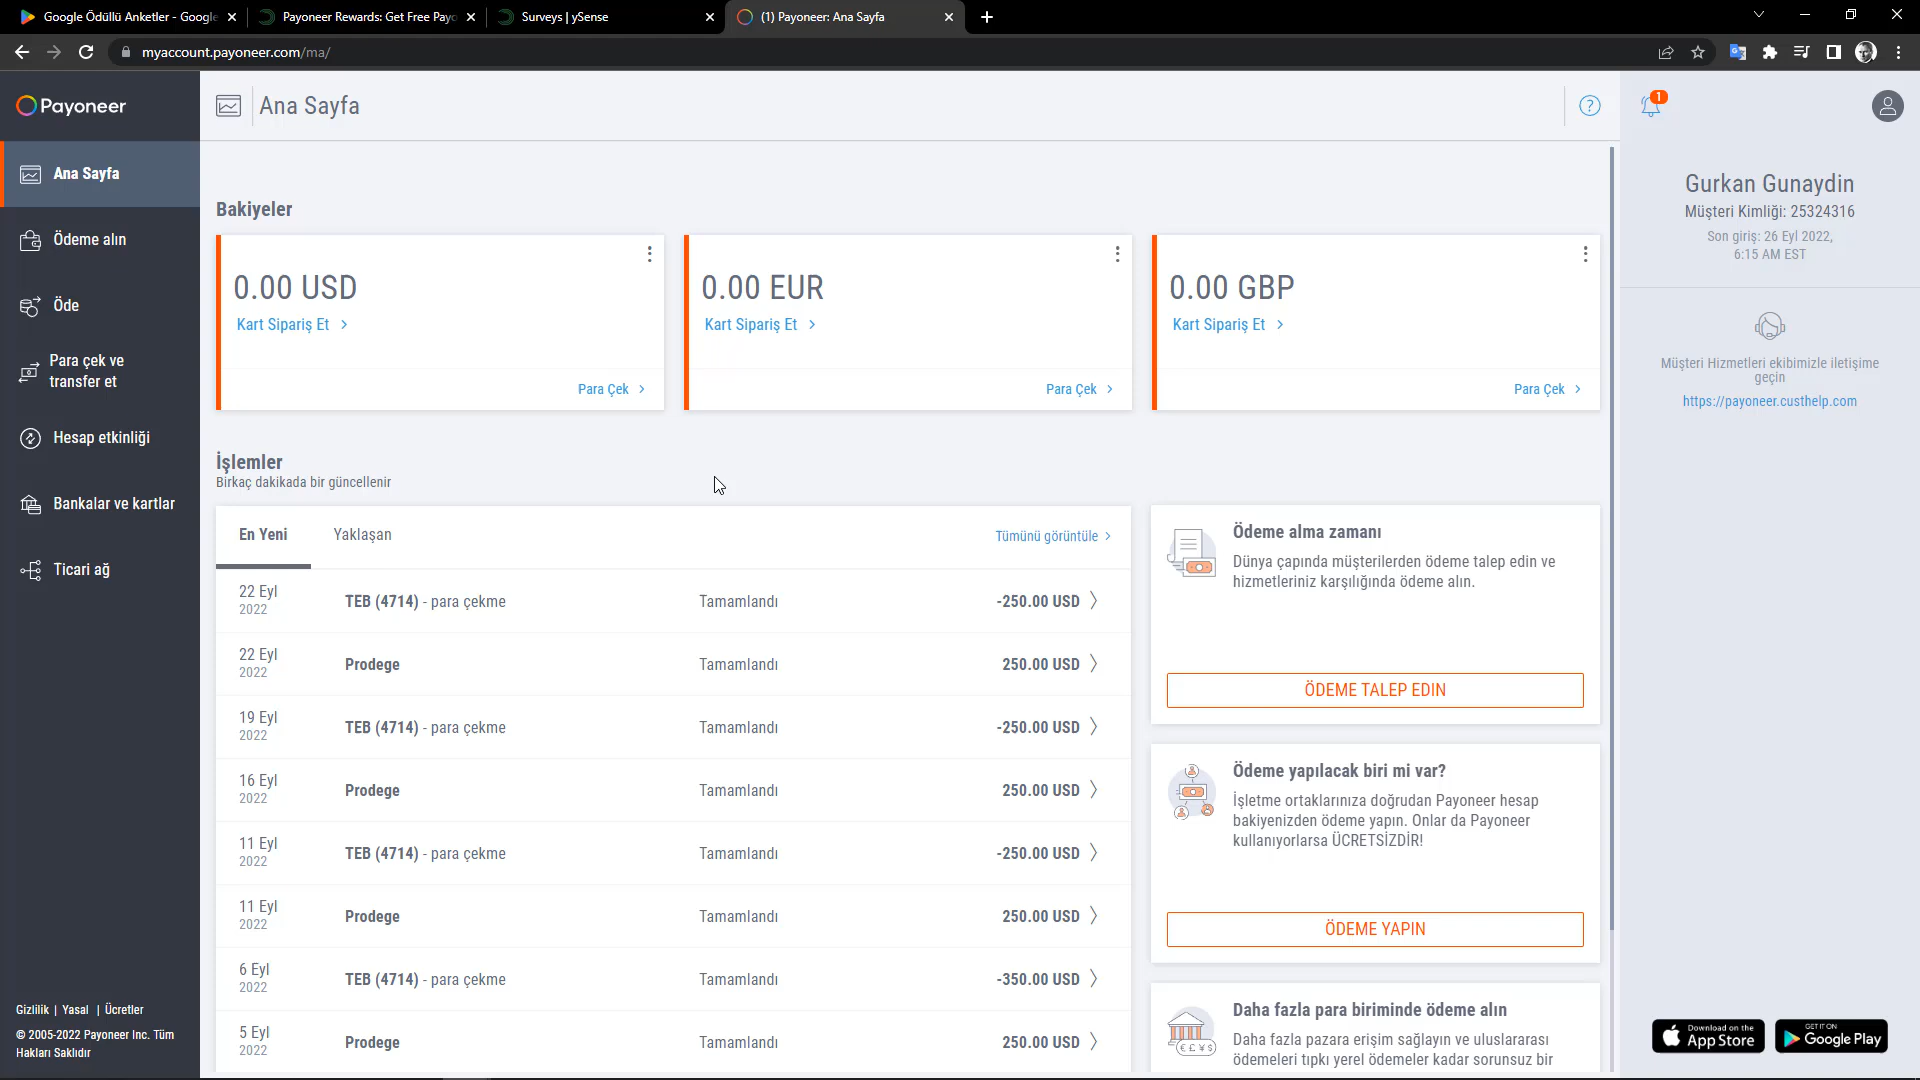 Google Ödüllü Anketler - Google
Payoneer Rewards: Get Free Payo
Surveys | ySense
(1) Payoneer: Ana Sayfa
myaccount.payoneer.com/ma/
Payoneer
Ana Sayfa
Ödeme alın
Öde
Para çek ve
transfer et
Hesap etkinliği
Bankalar ve kartlar
Ticari ağ
Gizlilik | Yasal | Ücretler
© 2005-2022 Payoneer Inc. Tüm
Hakları Saklıdır
Ana Sayfa
?
Bakiyeler
0.00 USD
Kart Sipariş Et
Para Çek
0.00 EUR
Kart Sipariş Et
Para Çek
0.00 GBP
Kart Sipariş Et
Para Çek
İşlemler
Birkaç dakikada bir güncellenir
En Yeni
Yaklaşan
Tümünü görüntüle
22 Eyl
2022
TEB (4714) - para çekme
Tamamlandı
-250.00 USD
22 Eyl
2022
Prodege
Tamamlandı
250.00 USD
19 Eyl
2022
TEB (4714) - para çekme
Tamamlandı
-250.00 USD
16 Eyl
2022
Prodege
Tamamlandı
250.00 USD
11 Eyl
2022
TEB (4714) - para çekme
Tamamlandı
-250.00 USD
11 Eyl
2022
Prodege
Tamamlandı
250.00 USD
6 Eyl
2022
TEB (4714) - para çekme
Tamamlandı
-350.00 USD
5 Eyl
2022
Prodege
Tamamlandı
250.00 USD
Ödeme alma zamanı
Dünya çapında müşterilerden ödeme talep edin ve
hizmetleriniz karşılığında ödeme alın.
ÖDEME TALEP EDIN
Ödeme yapılacak biri mi var?
İşletme ortaklarınıza doğrudan Payoneer hesap
bakiyenizden ödeme yapın. Onlar da Payoneer
kullanıyorlarsa ÜCRETSİZDİR!
ÖDEME YAPIN
Daha fazla para biriminde ödeme alın
Daha fazla pazara erişim sağlayın ve uluslararası
ödemeleri tıpkı yerel ödemeler kadar sorunsuz bir
€ £ ¥ $
1
Gurkan Gunaydin
Müşteri Kimliği: 25324316
Son giriş: 26 Eyl 2022,
6:15 AM EST
Müşteri Hizmetleri ekibimizle iletişime
geçin
https://payoneer.custhelp.com
Download on the
App Store
GET IT ON
Google Play